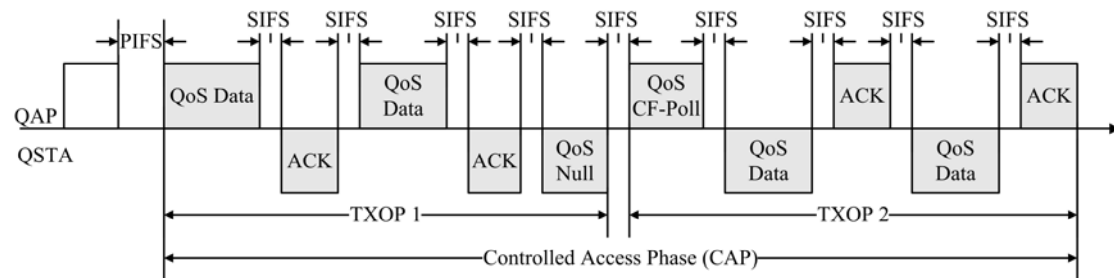 SIFS SIFS SIFS SIFS SIFS SIFS SIFS SIFS SIFS
PIFS
QAP
QoS Data
QoS
Data
QoS
CF-Poll
ACK
ACK
QSTA
ACK
ACK
QoS
Null
QoS
Data
QoS
Data
TXOP 1
TXOP 2
Controlled Access Phase (CAP)